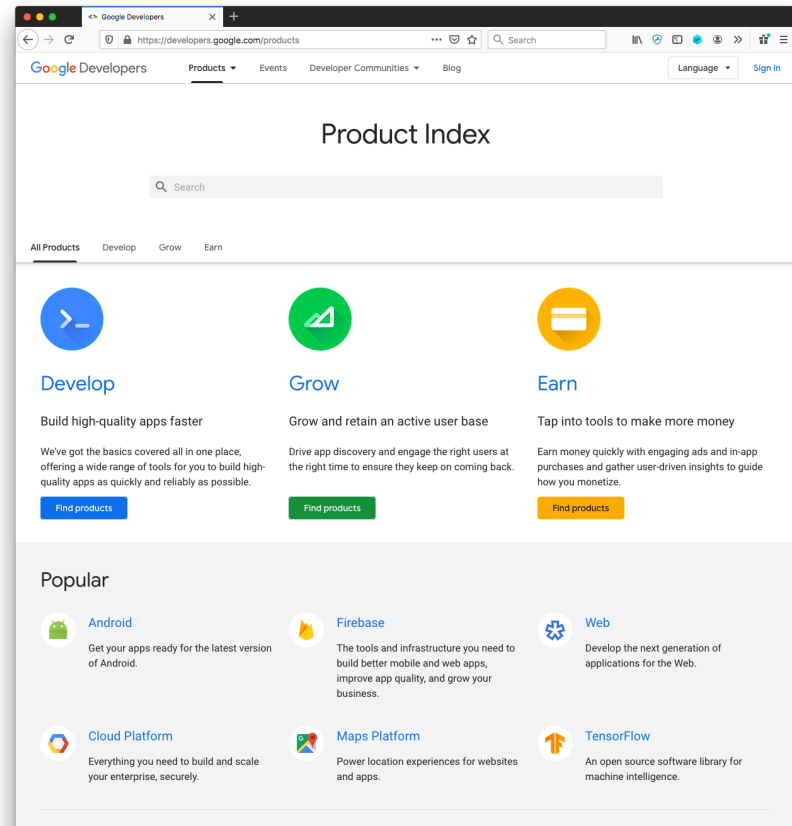 Google Developers
https://developers.google.com/products
Search
Google Developers
Products
Events
Developer Communities
Blog
Language
Sign in
Product Index
Search
All Products
Develop
Grow
Earn
Develop
Build high-quality apps faster
We've got the basics covered all in one place,
offering a wide range of tools for you to build high-
quality apps as quickly and reliably as possible.
Find products
Grow
Grow and retain an active user base
Drive app discovery and engage the right users at
the right time to ensure they keep on coming back.
Find products
Earn
Tap into tools to make more money
Earn money quickly with engaging ads and in-app
purchases and gather user-driven insights to guide
how you monetize.
Find products
Popular
Android
Get your apps ready for the latest version
of Android.
Firebase
The tools and infrastructure you need to
build better mobile and web apps,
improve app quality, and grow your
business.
Web
Develop the next generation of
applications for the Web.
Cloud Platform
Everything you need to build and scale
your enterprise, securely.
Maps Platform
Power location experiences for websites
and apps.
TensorFlow
An open source software library for
machine intelligence.